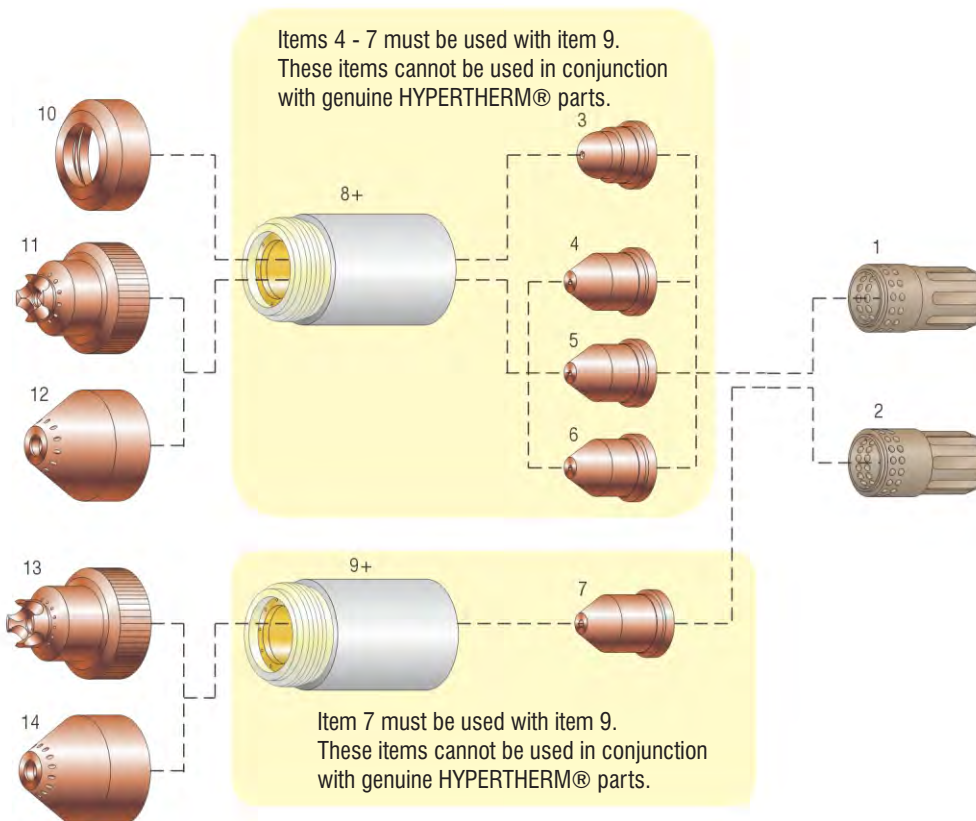 Items 4 - 7 must be used with item 9.
These items cannot be used in conjunction
with genuine HYPERTHERM® parts.
10
3
8+
11
4
1
5
12
2
6
13
9+
7
14
Item 7 must be used with item 9.
These items cannot be used in conjunction
with genuine HYPERTHERM® parts.